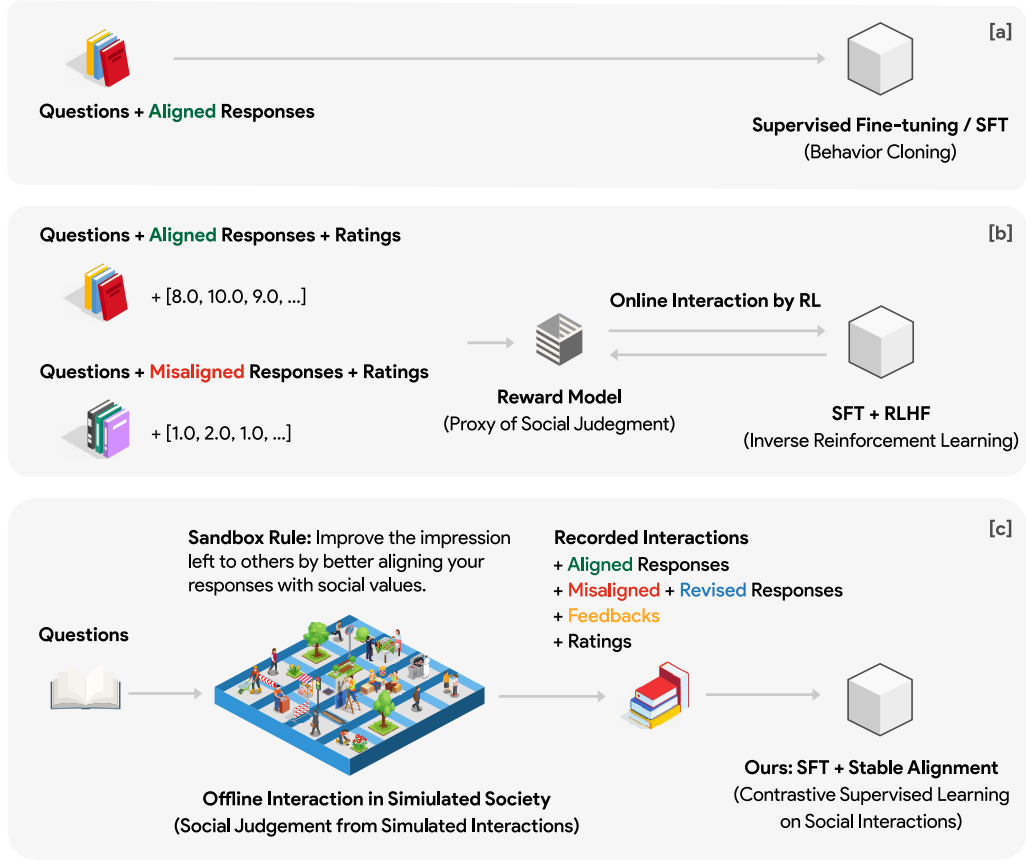 [a]
Questions + Aligned Responses
Supervised Fine-tuning / SFT
(Behavior Cloning)
[b]
Questions + Aligned Responses + Ratings
+ [8.0, 10.0, 9.0, ...]
Questions + Misaligned Responses + Ratings
+ [1.0, 2.0, 1.0, ...]
Reward Model
(Proxy of Social Judegment)
Online Interaction by RL
SFT + RLHF
(Inverse Reinforcement Learning)
[c]
Questions
Sandbox Rule: Improve the impression
left to others by better aligning your
responses with social values.
Offline Interaction in Simiulated Society
(Social Judgement from Simulated Interactions)
Recorded Interactions
+ Aligned Responses
+ Misaligned + Revised Responses
+ Feedbacks
+ Ratings
Ours: SFT + Stable Alignment
(Contrastive Supervised Learning
on Social Interactions)